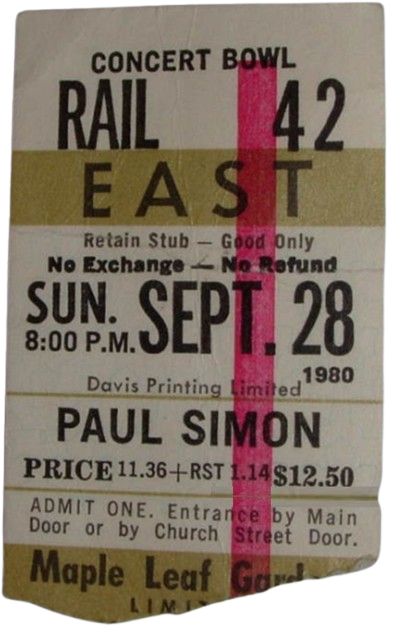 CONCERT BOWL
RAIL 42
EAST
Retain Stub — Good Only
No Exchange — No Refund
SUN. SEPT. 28
8:00 P.M.
1980
Davis Printing Limited
PAUL SIMON
PRICE 11.36+RST 1.14 $12.50
ADMIT ONE. Entrance by Main
Door or by Church Street Door.
Maple Leaf